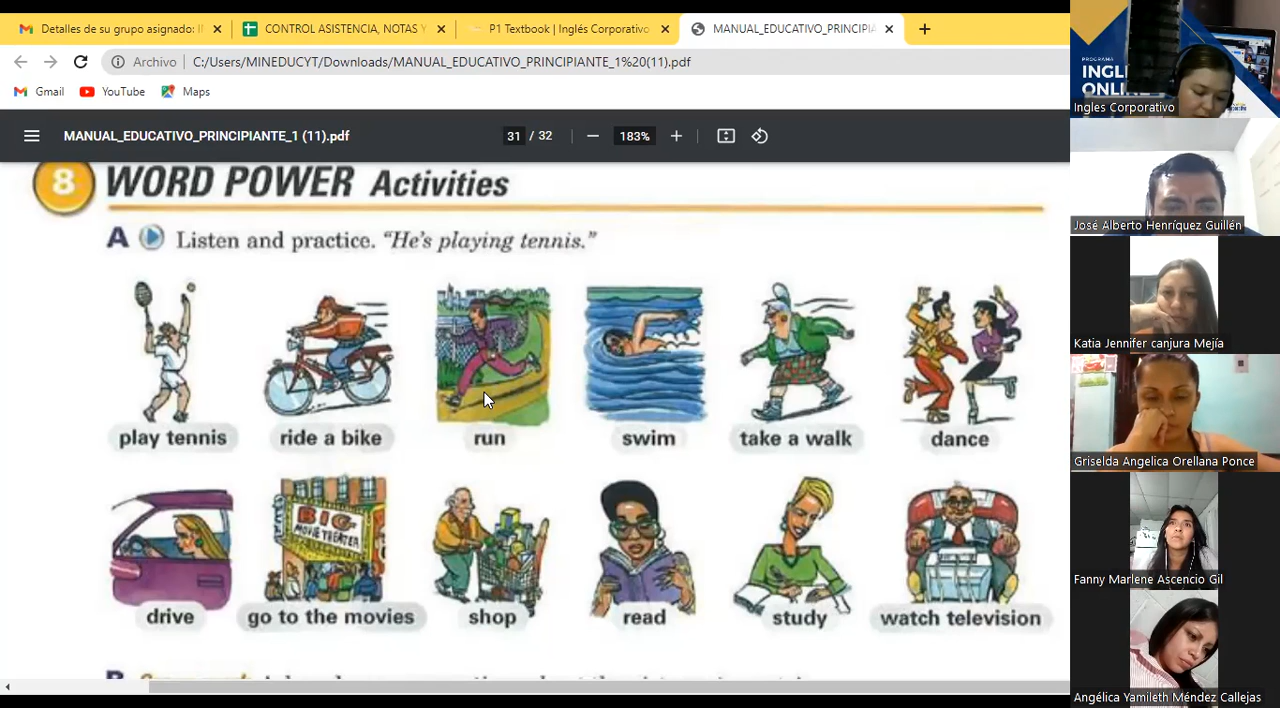 Detalles de su grupo asignado: I
CONTROL ASISTENCIA, NOTAS Y
P1 Textbook | Inglés Corporativo
MANUAL_EDUCATIVO_PRINCIPIA
Archivo
C:/Users/MINEDUCYT/Downloads/MANUAL_EDUCATIVO_PRINCIPIANTE_1%20(11).pdf
Gmail
YouTube
Maps
MANUAL_EDUCATIVO_PRINCIPIANTE_1 (11).pdf
31 / 32
183%
8 WORD POWER Activities
A Listen and practice. “He's playing tennis.”
play tennis
ride a bike
run
swim
take a walk
dance
BIG
MOVIE THEATER
drive
go to the movies
shop
read
study
watch television
PROGRAMA
Ingles Corporativo
José Alberto Henríquez Guillén
Katia Jennifer canjura Mejía
Griselda Angelica Orellana Ponce
Fanny Marlene Ascencio Gil
Angélica Yamileth Méndez Callejas